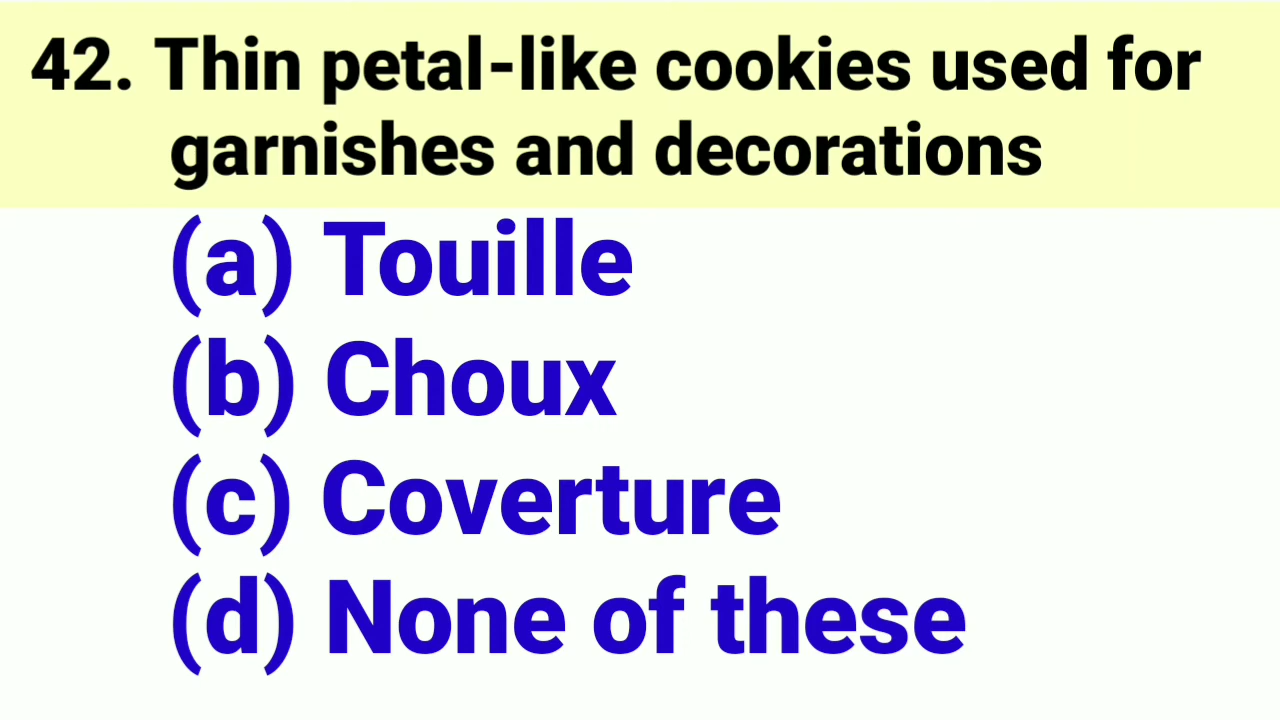 42. Thin petal-like cookies used for
garnishes and decorations
(a) Touille
(b) Choux
(c) Coverture
(d) None of these